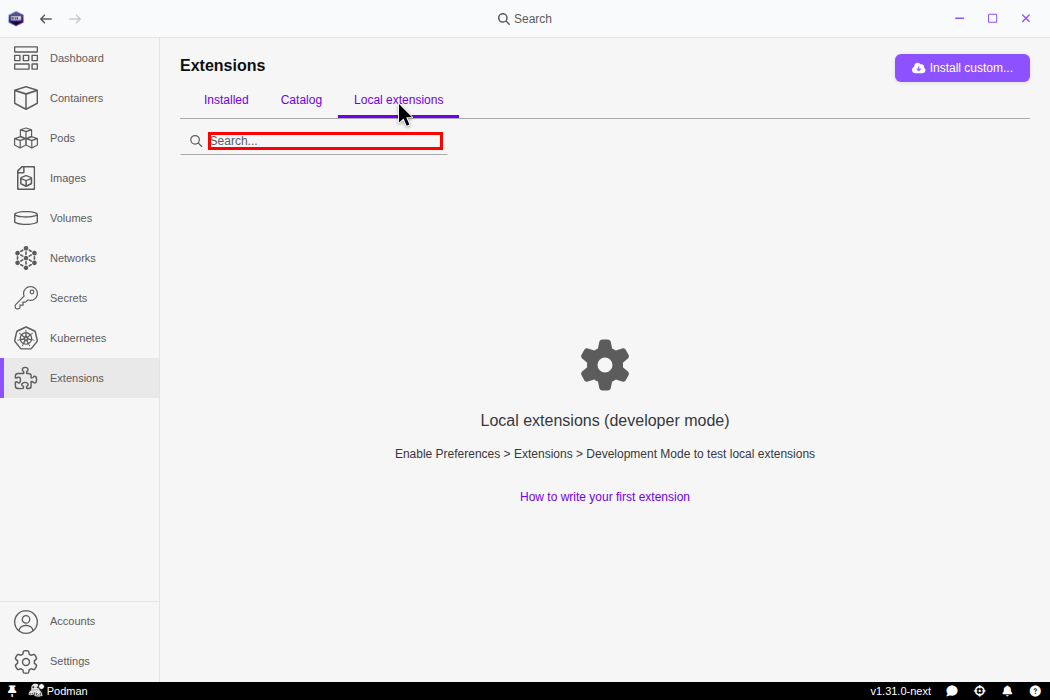 Search
Dashboard
Containers
Pods
Images
Volumes
Networks
Secrets
Kubernetes
Extensions
Accounts
Settings
Extensions
Install custom...
Installed
Catalog
Local extensions
Search...
Local extensions (developer mode)
Enable Preferences > Extensions > Development Mode to test local extensions
How to write your first extension
Podman
v1.31.0-next